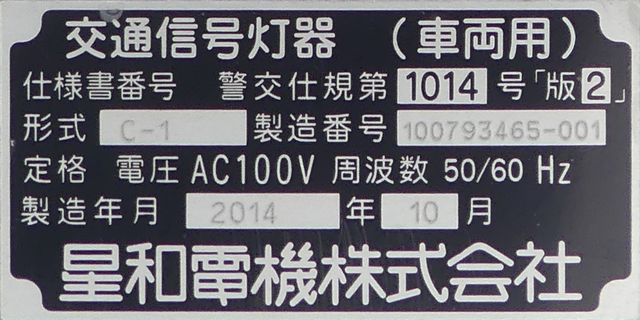 交通信号灯器 （車両用）
仕様書番号 警交仕規第 1014 号「版2」
形式 C-1 製造番号 100793465-001
定格 電圧 AC100V 周波数 50/60 Hz
製造年月 2014 年 10 月
星和電機株式会社